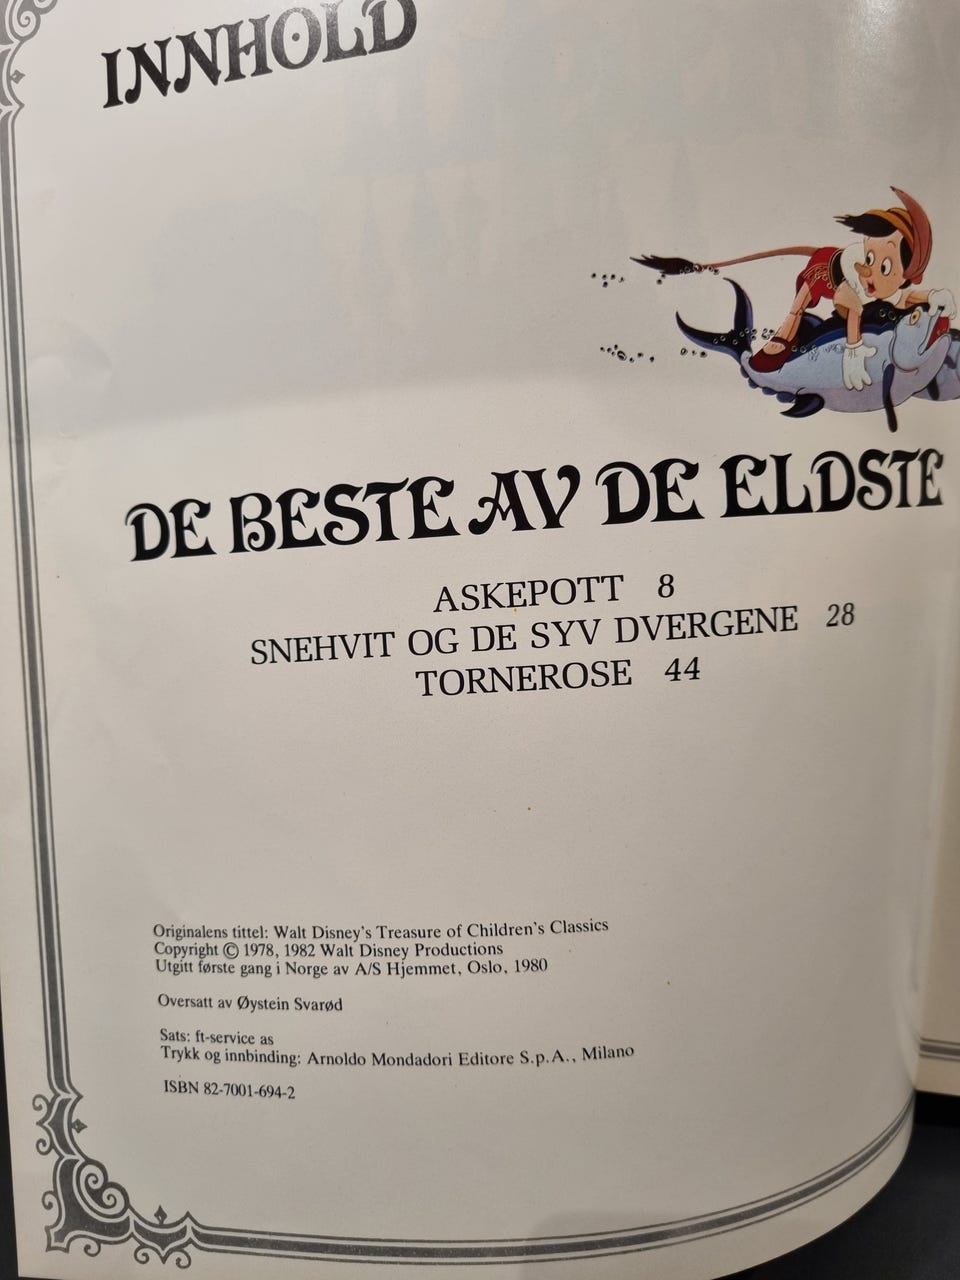 INNHOLD
DE BESTE AV DE ELDSTE
ASKEPOTT 8
SNEHVIT OG DE SYV DVERGENE 28
TORNEROSE 44
Originalens tittel: Walt Disney's Treasure of Children's Classics
Copyright © 1978, 1982 Walt Disney Productions
Utgitt første gang i Norge av A/S Hjemmet, Oslo, 1980
Oversatt av Øystein Svarød
Sats: ft-service as
Trykk og innbinding: Arnoldo Mondadori Editore S.p.A., Milano
ISBN 82-7001-694-2